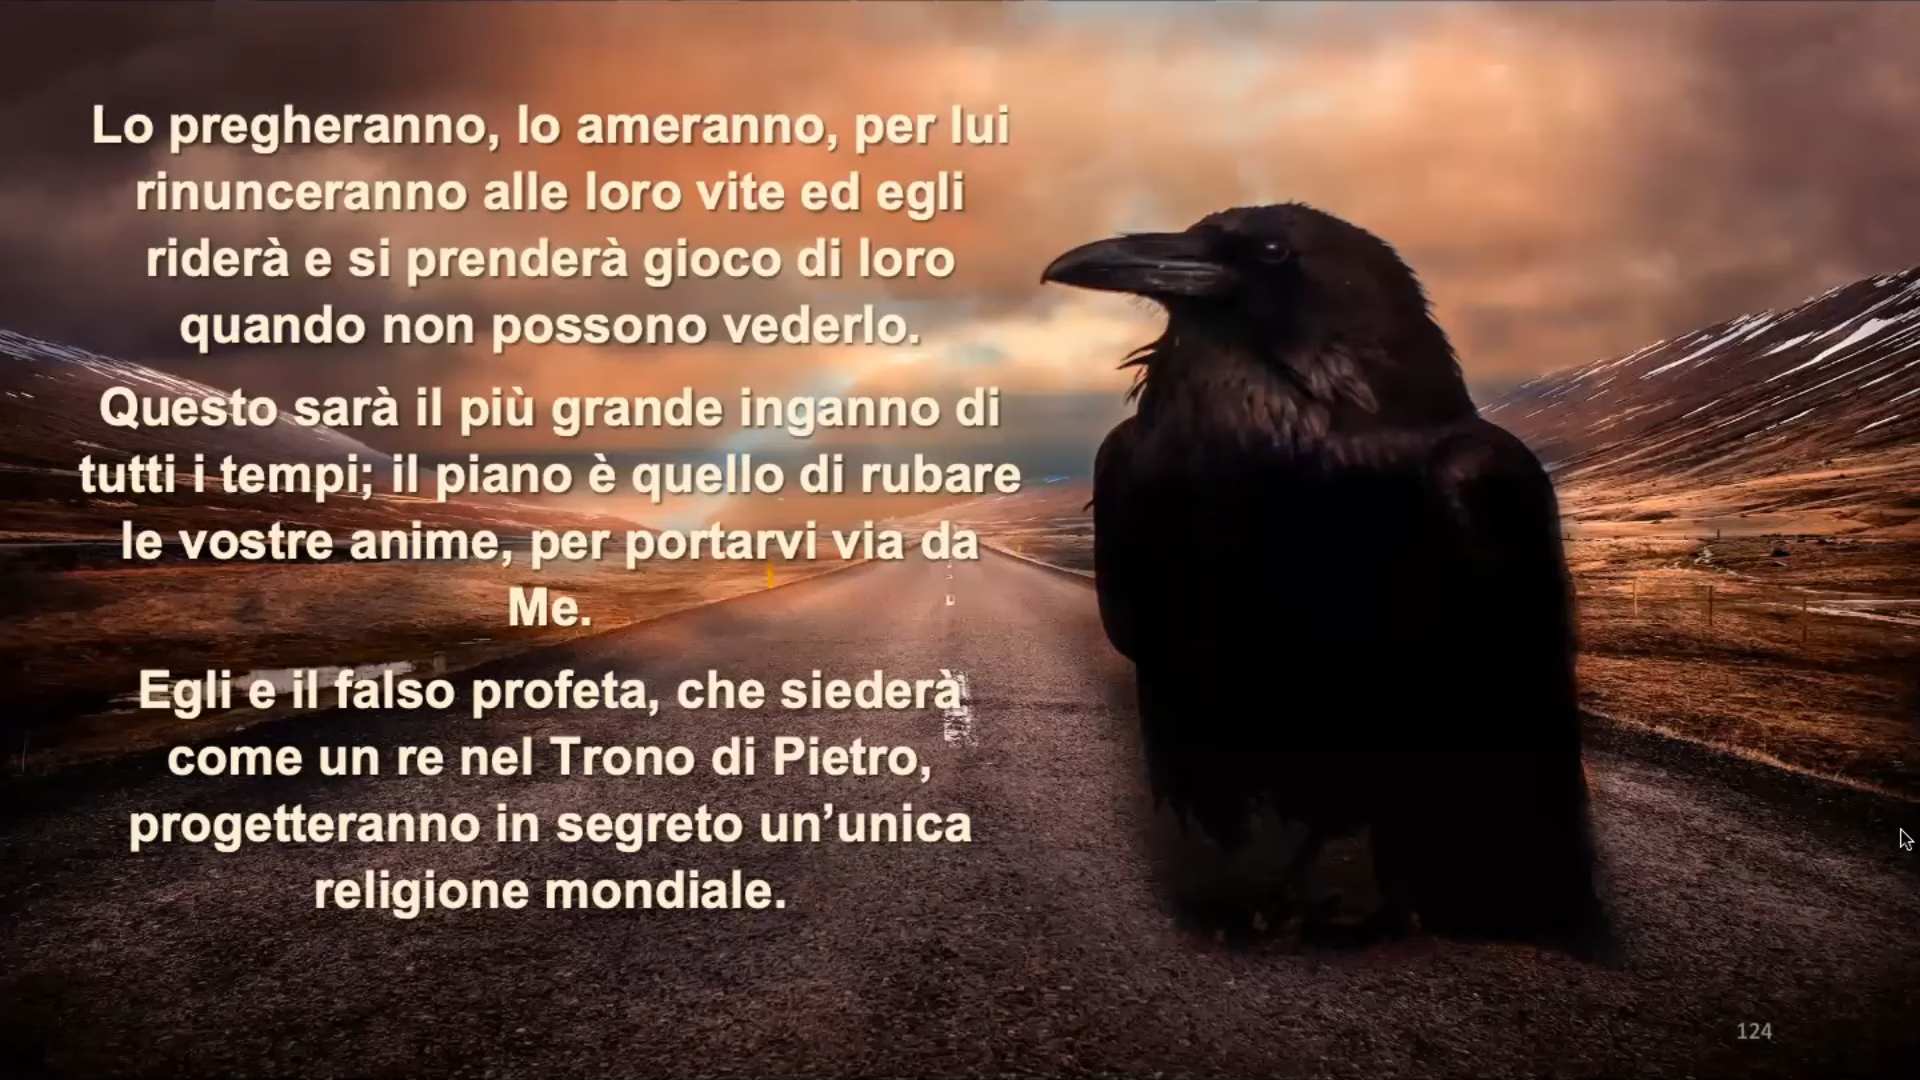 Lo pregheranno, lo ameranno, per lui
rinunceranno alle loro vite ed egli
riderà e si prenderà gioco di loro
quando non possono vederlo.
Questo sarà il più grande inganno di
tutti i tempi; il piano è quello di rubare
le vostre anime, per portarvi via da
Me.
Egli e il falso profeta, che siederà
come un re nel Trono di Pietro,
progetteranno in segreto un’unica
religione mondiale.
124